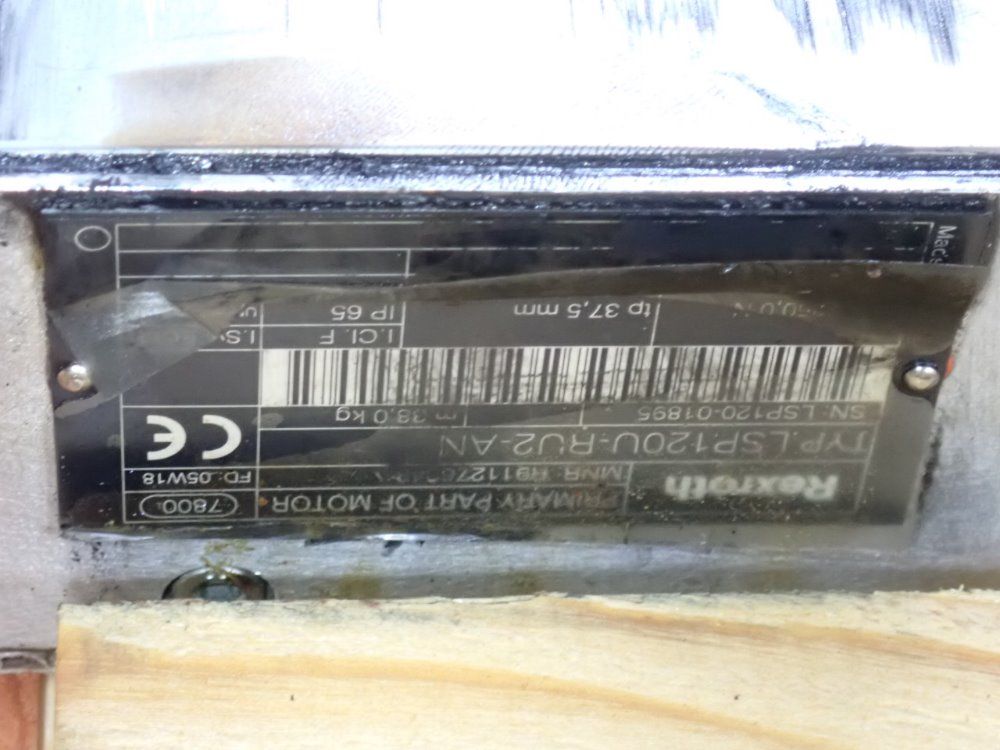 Rexroth
PRIMARY PART OF MOTOR
7800
FD: 05W18
TYP: LSP120U-RU2-AN
SN: LSP120-01895
m 38,0 kg
CE
I.Cl. F
tp 37,5 mm
IP 65